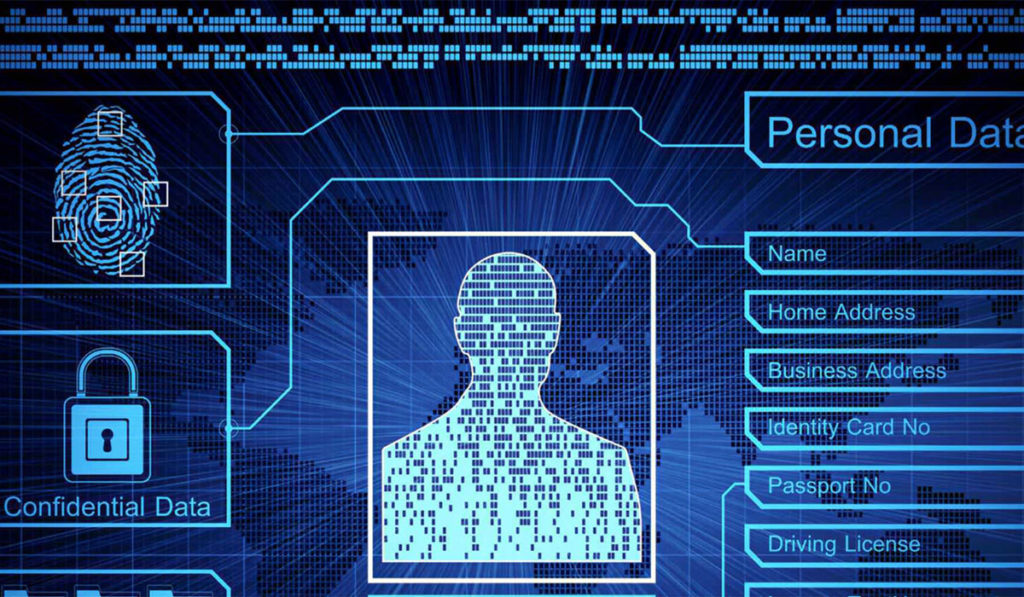 Personal Data
Name
Home Address
Business Address
Identity Card No
Passport No
Driving License
Confidential Data